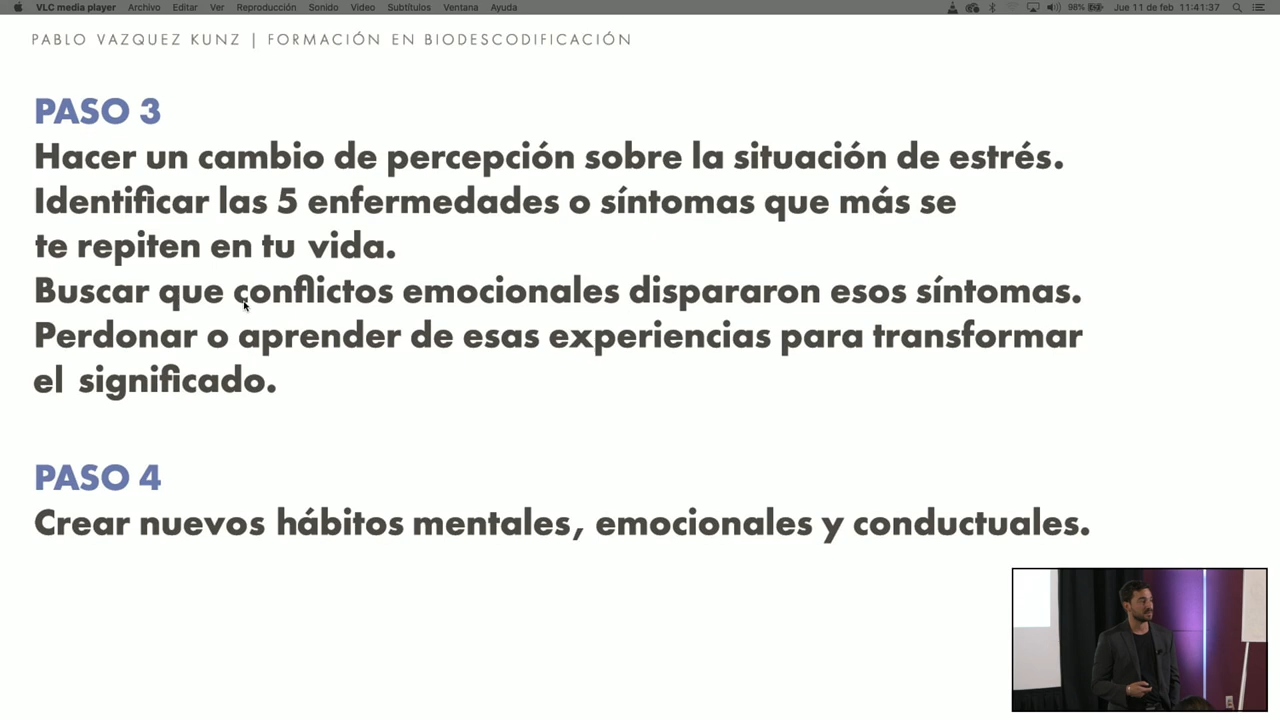 VLC media player Archivo Editar Ver Reproducción Sonido Video Subtítulos Ventana Ayuda 98% Jue 11 de feb 11:41:37
PABLO VAZQUEZ KUNZ | FORMACIÓN EN BIODESCODIFICACIÓN
PASO 3
Hacer un cambio de percepción sobre la situación de estrés.
Identificar las 5 enfermedades o síntomas que más se
te repiten en tu vida.
Buscar que conflictos emocionales dispararon esos síntomas.
Perdonar o aprender de esas experiencias para transformar
el significado.
PASO 4
Crear nuevos hábitos mentales, emocionales y conductuales.